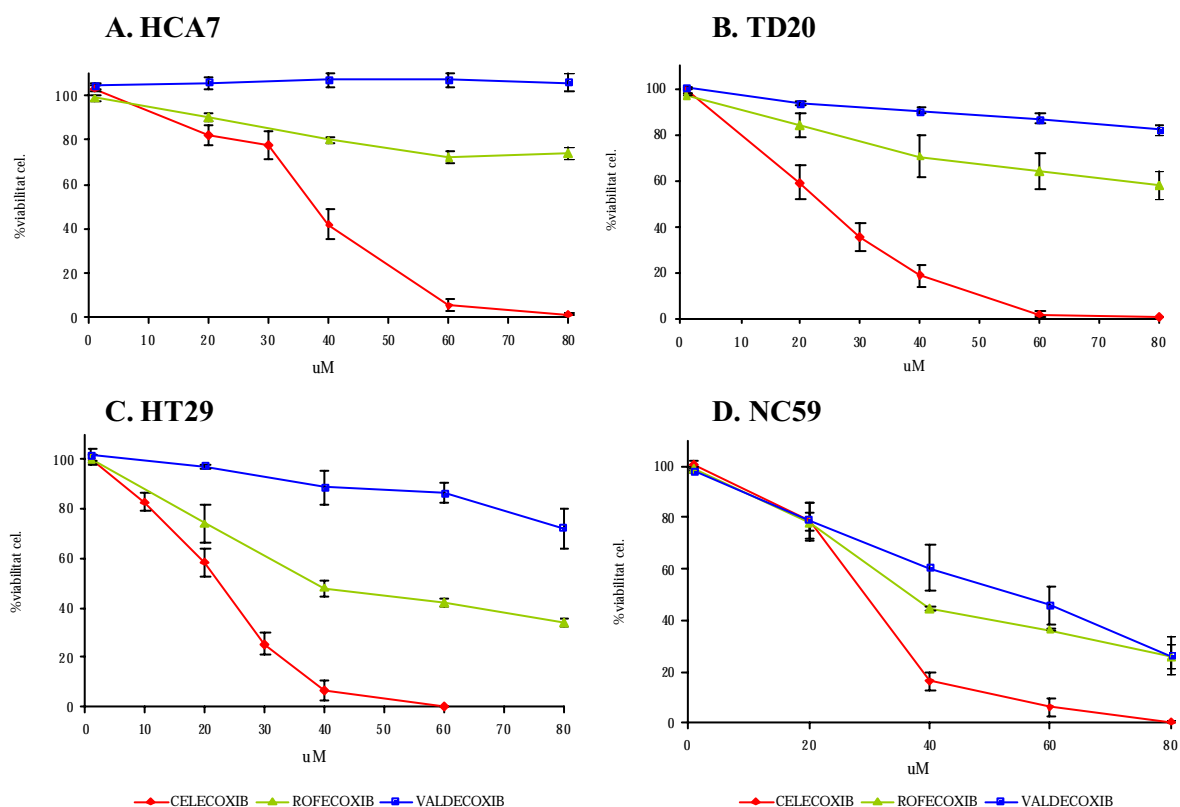 A. HCA7
%viabilitat cel.
100
80
60
40
20
0
0 10 20 30 40 50 60 70 80
uM
B. TD20
%viabilitat cel.
100
80
60
40
20
0
0 10 20 30 40 50 60 70 80
uM
C. HT29
%viabilitat cel.
100
80
60
40
20
0
0 10 20 30 40 50 60 70 80
uM
D. NC59
%viabilitat cel.
100
80
60
40
20
0
0 20 40 60 80
uM
CELECOXIB ROFECOXIB VALDECOXIB
CELECOXIB ROFECOXIB VALDECOXIB